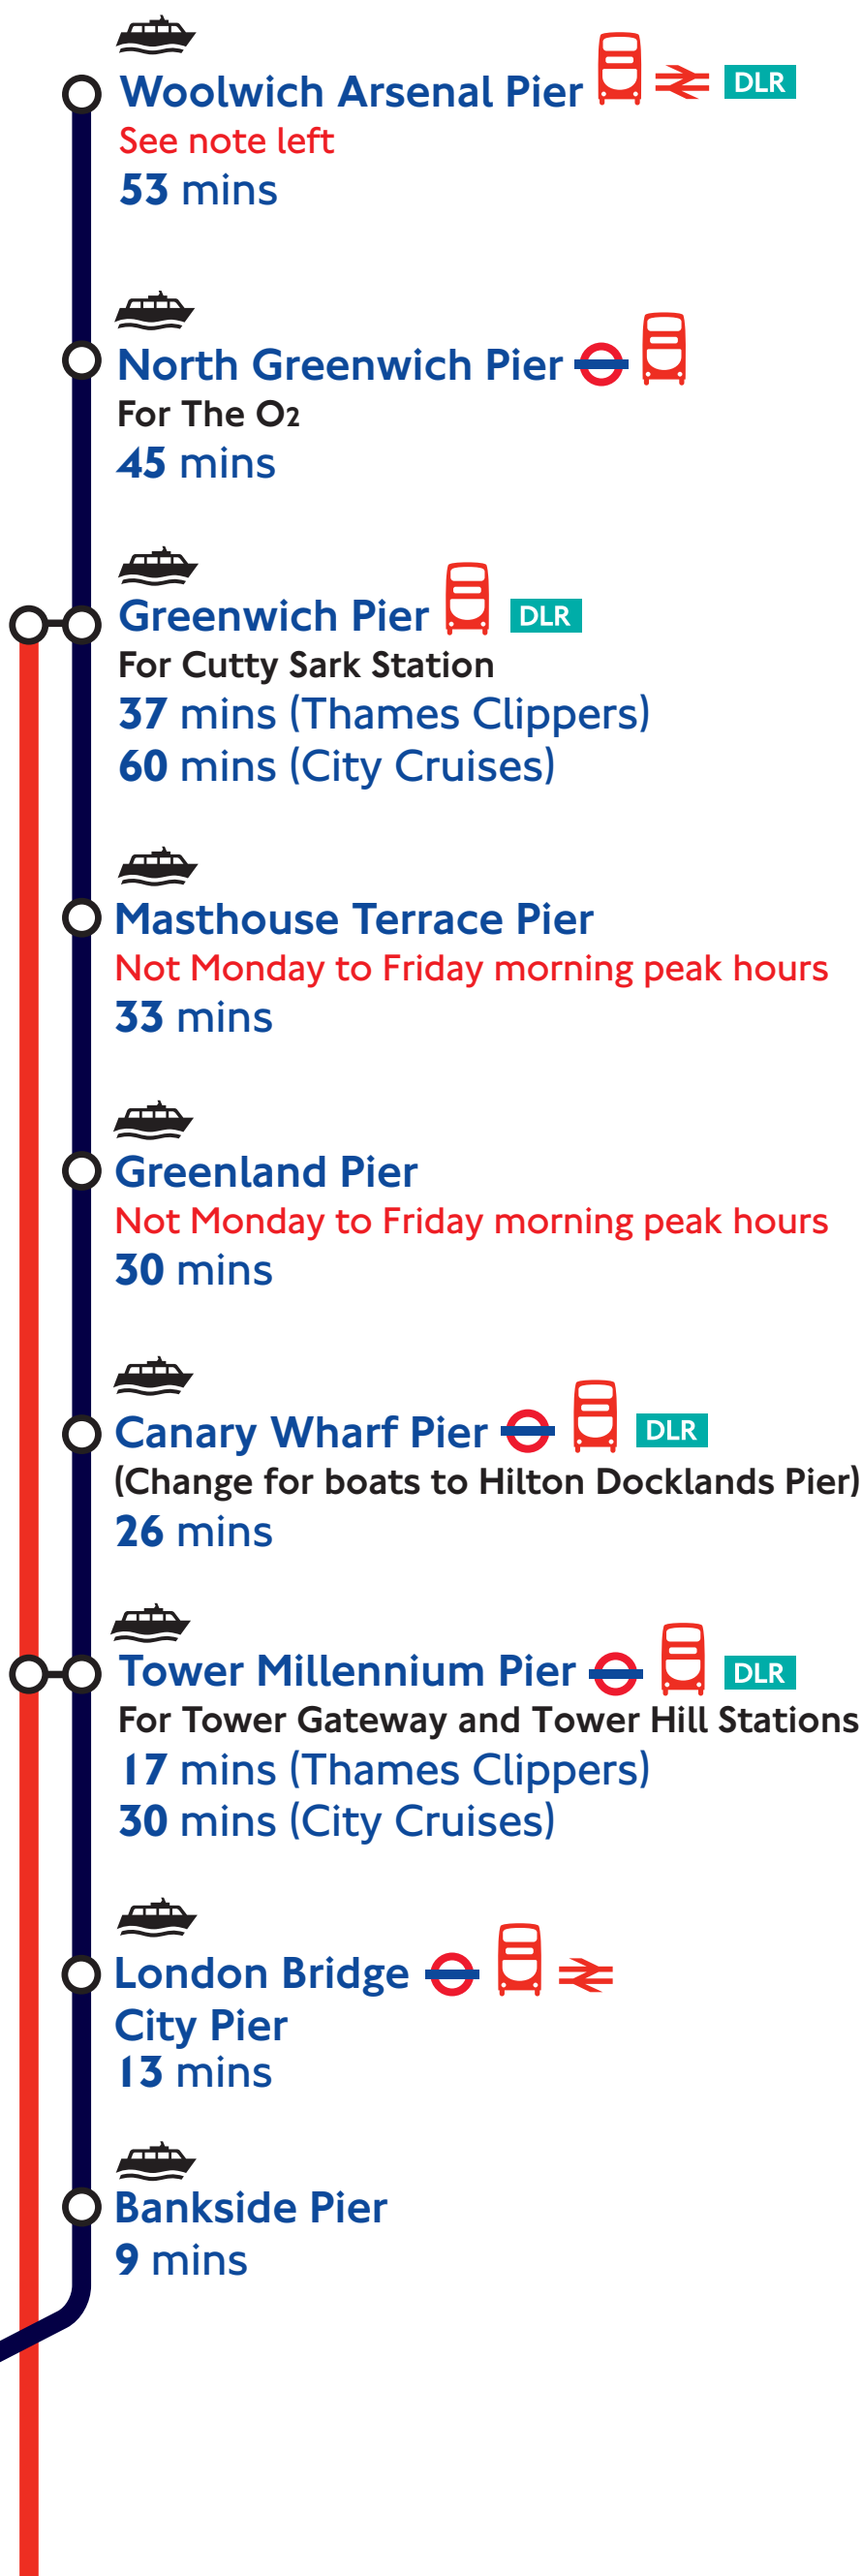 Woolwich Arsenal Pier DLR
See note left
53 mins
North Greenwich Pier
For The O2
45 mins
Greenwich Pier DLR
For Cutty Sark Station
37 mins (Thames Clippers)
60 mins (City Cruises)
Masthouse Terrace Pier
Not Monday to Friday morning peak hours
33 mins
Greenland Pier
Not Monday to Friday morning peak hours
30 mins
Canary Wharf Pier DLR
(Change for boats to Hilton Docklands Pier)
26 mins
Tower Millennium Pier DLR
For Tower Gateway and Tower Hill Stations
17 mins (Thames Clippers)
30 mins (City Cruises)
London Bridge
City Pier
13 mins
Bankside Pier
9 mins